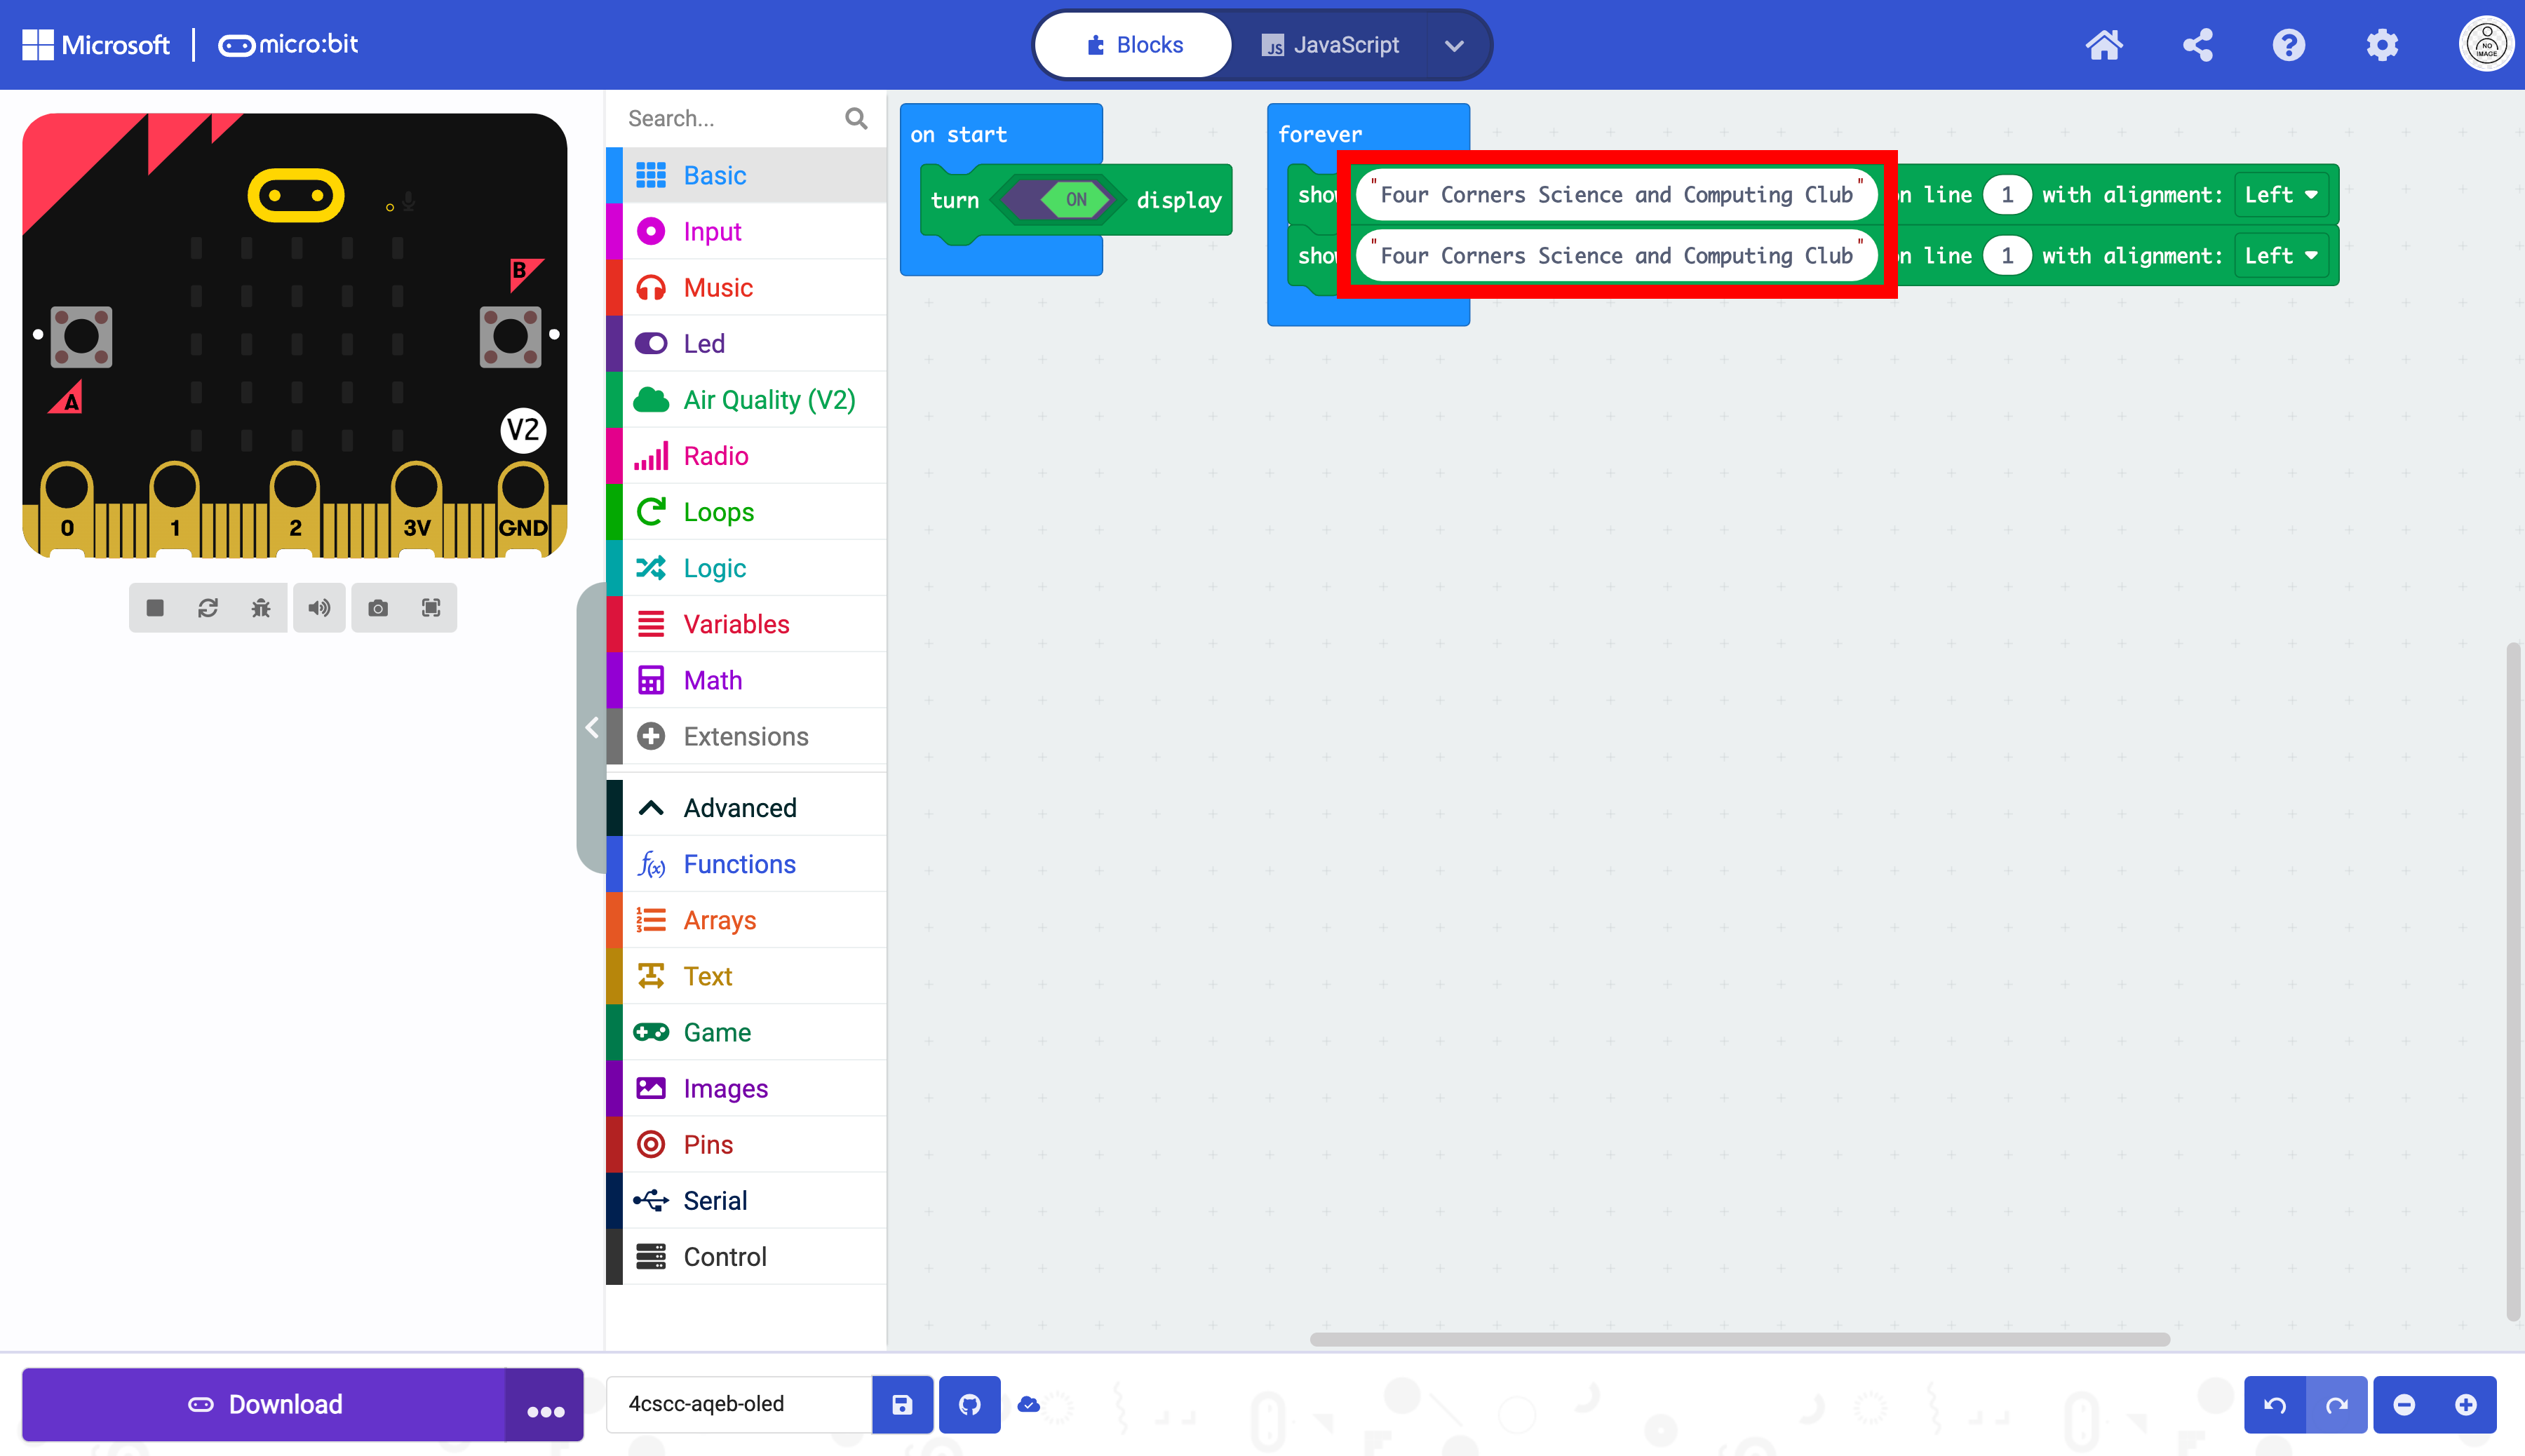 Microsoft | micro:bit
Blocks
JavaScript
NO IMAGE
B
A
V2
0 1 2 3V GND
Search...
Basic
Input
Music
Led
Air Quality (V2)
Radio
Loops
Logic
Variables
Math
Extensions
Advanced
Functions
Arrays
Text
Game
Images
Pins
Serial
Control
on start
turn ON display
forever
"Four Corners Science and Computing Club" line 1 with alignment: Left
"Four Corners Science and Computing Club" line 1 with alignment: Left
Download
4cscc-aqeb-oled